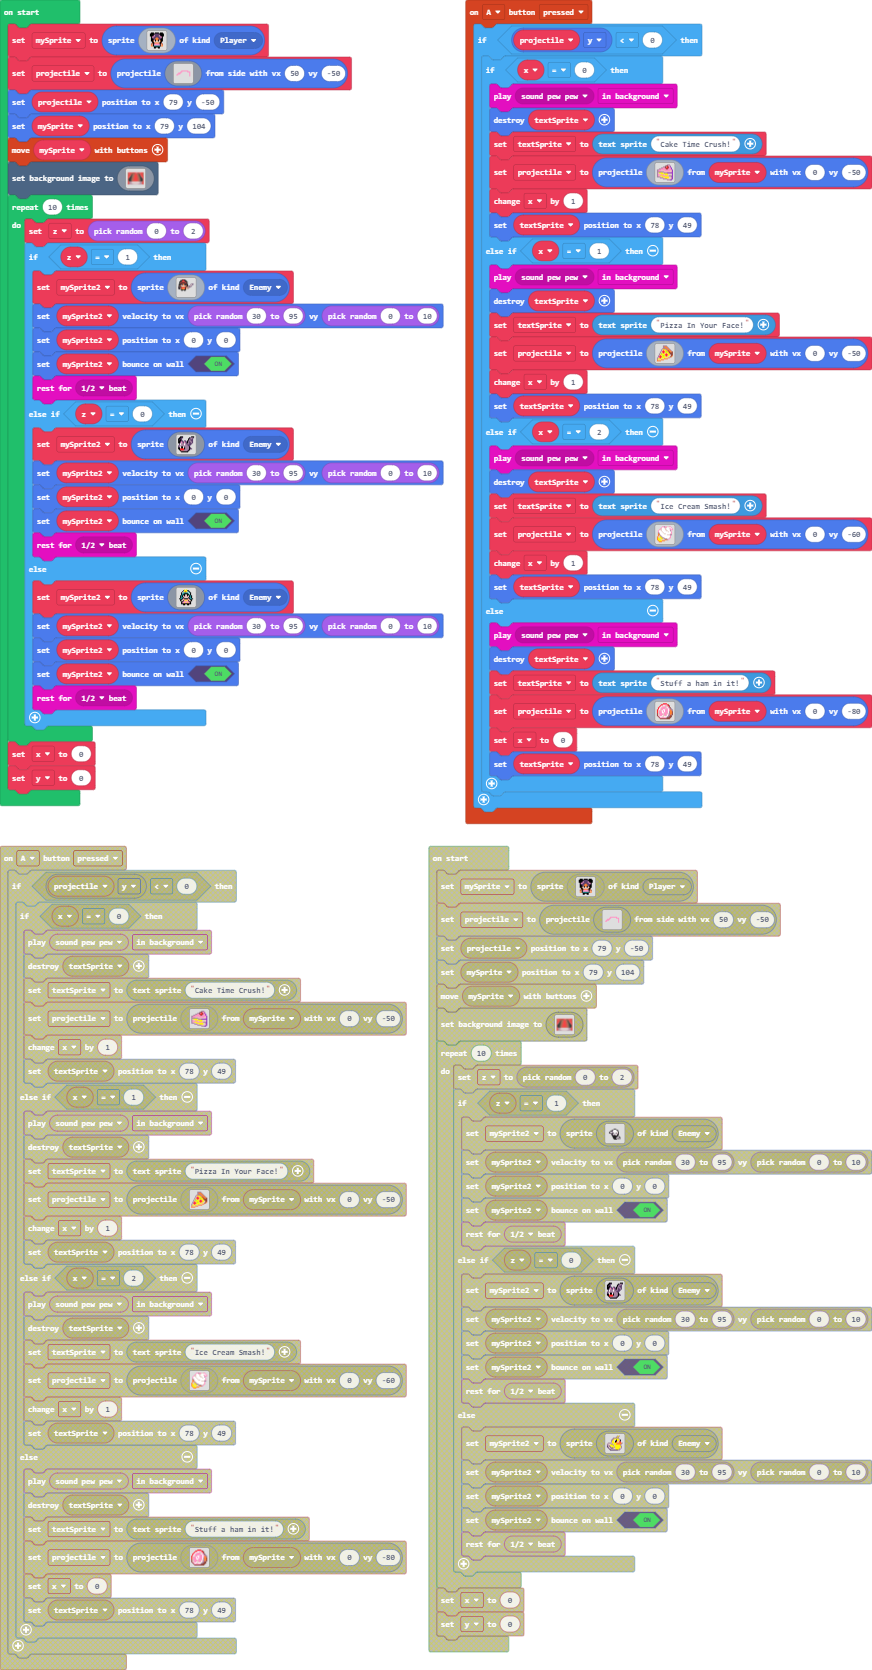 on start
set mySprite to sprite of kind Player
set projectile to projectile from side with vx 50 vy -50
set projectile position to x 79 y -50
set mySprite position to x 79 y 104
move mySprite with buttons
set background image to
repeat 10 times
do set z to pick random 0 to 2
if z = 1 then
set mySprite2 to sprite of kind Enemy
set mySprite2 velocity to vx pick random 30 to 95 vy pick random 0 to 10
set mySprite2 position to x 0 y 0
set mySprite2 bounce on wall ON
rest for 1/2 beat
else if z = 0 then
set mySprite2 to sprite of kind Enemy
set mySprite2 velocity to vx pick random 30 to 95 vy pick random 0 to 10
set mySprite2 position to x 0 y 0
set mySprite2 bounce on wall ON
rest for 1/2 beat
else
set mySprite2 to sprite of kind Enemy
set mySprite2 velocity to vx pick random 30 to 95 vy pick random 0 to 10
set mySprite2 position to x 0 y 0
set mySprite2 bounce on wall ON
rest for 1/2 beat
set x to 0
set y to 0
on A button pressed
if projectile y < 0 then
if x = 0 then
play sound pew pew in background
destroy textSprite
set textSprite to text sprite "Cake Time Crush!"
set projectile to projectile from mySprite with vx 0 vy -50
change x by 1
set textSprite position to x 78 y 49
else if x = 1 then
play sound pew pew in background
destroy textSprite
set textSprite to text sprite "Pizza In Your Face!"
set projectile to projectile from mySprite with vx 0 vy -50
change x by 1
set textSprite position to x 78 y 49
else if x = 2 then
play sound pew pew in background
destroy textSprite
set textSprite to text sprite "Ice Cream Smash!"
set projectile to projectile from mySprite with vx 0 vy -60
change x by 1
set textSprite position to x 78 y 49
else
play sound pew pew in background
destroy textSprite
set textSprite to text sprite "Stuff a ham in it!"
set projectile to projectile from mySprite with vx 0 vy -80
set x to 0
set textSprite position to x 78 y 49
on A button pressed
if projectile y < 0 then
if x = 0 then
play sound pew pew in background
destroy textSprite
set textSprite to text sprite "Cake Time Crush!"
set projectile to projectile from mySprite with vx 0 vy -50
change x by 1
set textSprite position to x 78 y 49
else if x = 1 then
play sound pew pew in background
destroy textSprite
set textSprite to text sprite "Pizza In Your Face!"
set projectile to projectile from mySprite with vx 0 vy -50
change x by 1
set textSprite position to x 78 y 49
else if x = 2 then
play sound pew pew in background
destroy textSprite
set textSprite to text sprite "Ice Cream Smash!"
set projectile to projectile from mySprite with vx 0 vy -60
change x by 1
set textSprite position to x 78 y 49
else
play sound pew pew in background
destroy textSprite
set textSprite to text sprite "Stuff a ham in it!"
set projectile to projectile from mySprite with vx 0 vy -80
set x to 0
set textSprite position to x 78 y 49
on start
set mySprite to sprite of kind Player
set projectile to projectile from side with vx 50 vy -50
set projectile position to x 79 y -50
set mySprite position to x 79 y 104
move mySprite with buttons
set background image to
repeat 10 times
do set z to pick random 0 to 2
if z = 1 then
set mySprite2 to sprite of kind Enemy
set mySprite2 velocity to vx pick random 30 to 95 vy pick random 0 to 10
set mySprite2 position to x 0 y 0
set mySprite2 bounce on wall ON
rest for 1/2 beat
else if z = 0 then
set mySprite2 to sprite of kind Enemy
set mySprite2 velocity to vx pick random 30 to 95 vy pick random 0 to 10
set mySprite2 position to x 0 y 0
set mySprite2 bounce on wall ON
rest for 1/2 beat
else
set mySprite2 to sprite of kind Enemy
set mySprite2 velocity to vx pick random 30 to 95 vy pick random 0 to 10
set mySprite2 position to x 0 y 0
set mySprite2 bounce on wall ON
rest for 1/2 beat
set x to 0
set y to 0